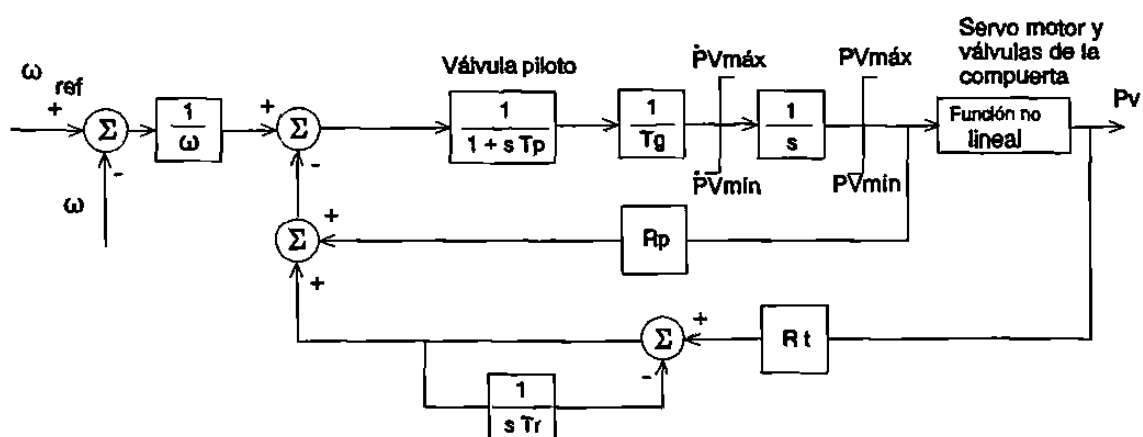 Servo motor y
válvulas de la
compuerta
ω ref
Válvula piloto
ṖVmáx
PVmáx
Pv
+
Σ
1
ω
+
Σ
1
1 + s Tp
1
Tg
1
s
Función no
lineal
-
ω
-
ṖVmín
PVmín
+
Σ
Rp
+
Σ
+
R t
-
1
s Tr